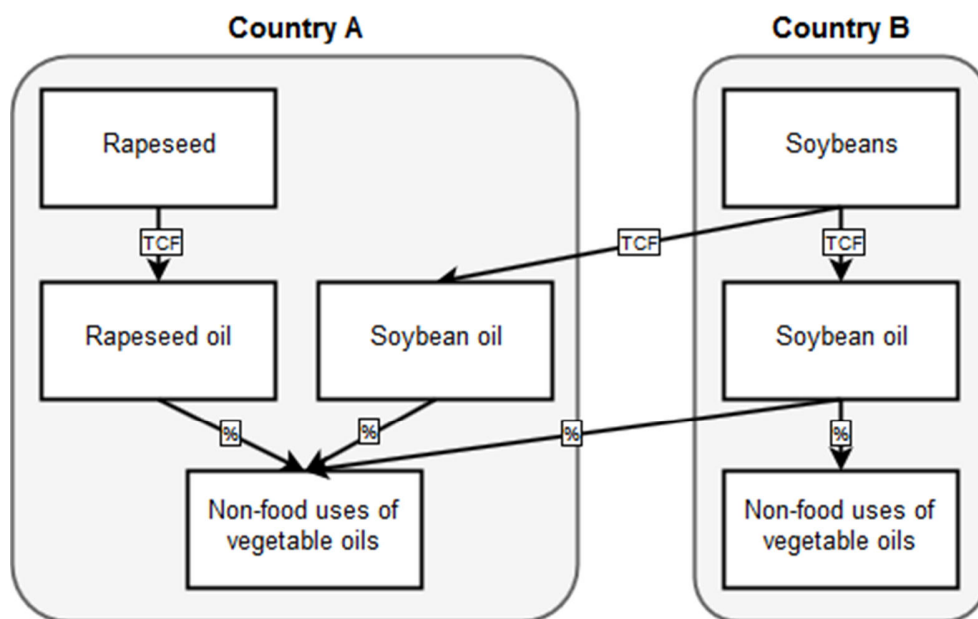 Country A
Country B
Rapeseed
Soybeans
TCF
TCF
TCF
Rapeseed oil
Soybean oil
Soybean oil
%
%
%
%
Non-food uses of
vegetable oils
Non-food uses of
vegetable oils